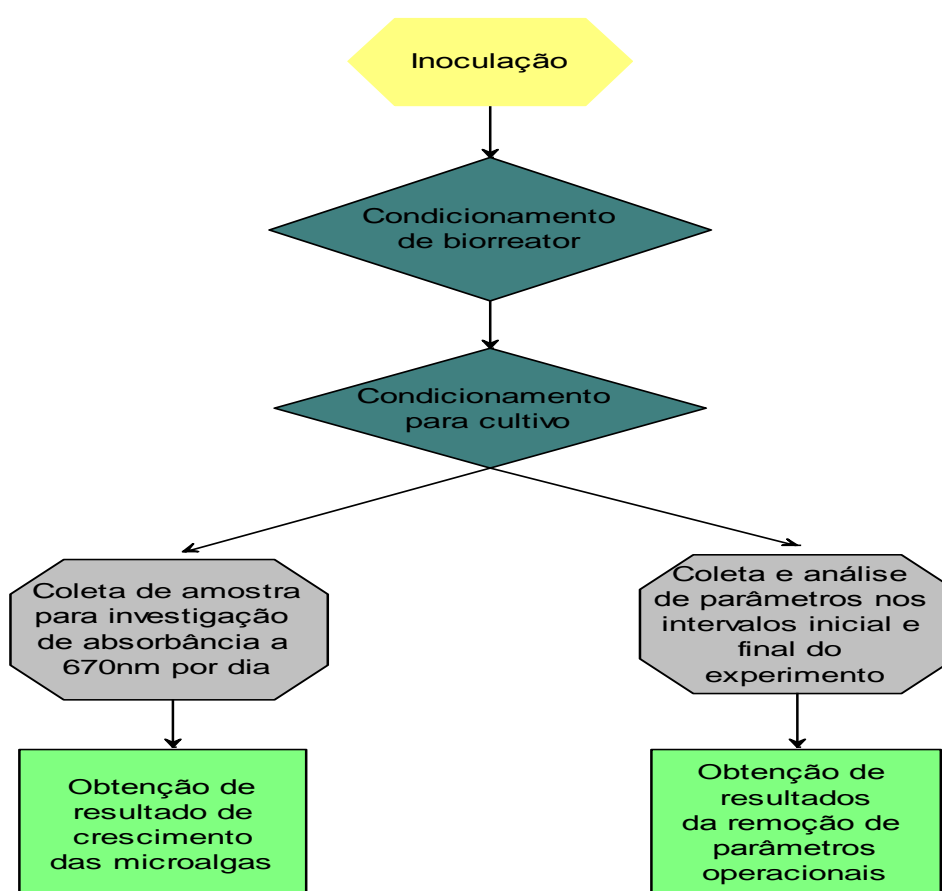 Inoculação
Condicionamento
de biorreator
Condicionamento
para cultivo
Coleta de amostra
para investigação
de absorbância a
670nm por dia
Coleta e análise
de parâmetros nos
intervalos inicial e
final do
experimento
Obtenção de
resultado de
crescimento
das microalgas
Obtenção de
resultados
da remoção de
parâmetros
operacionais